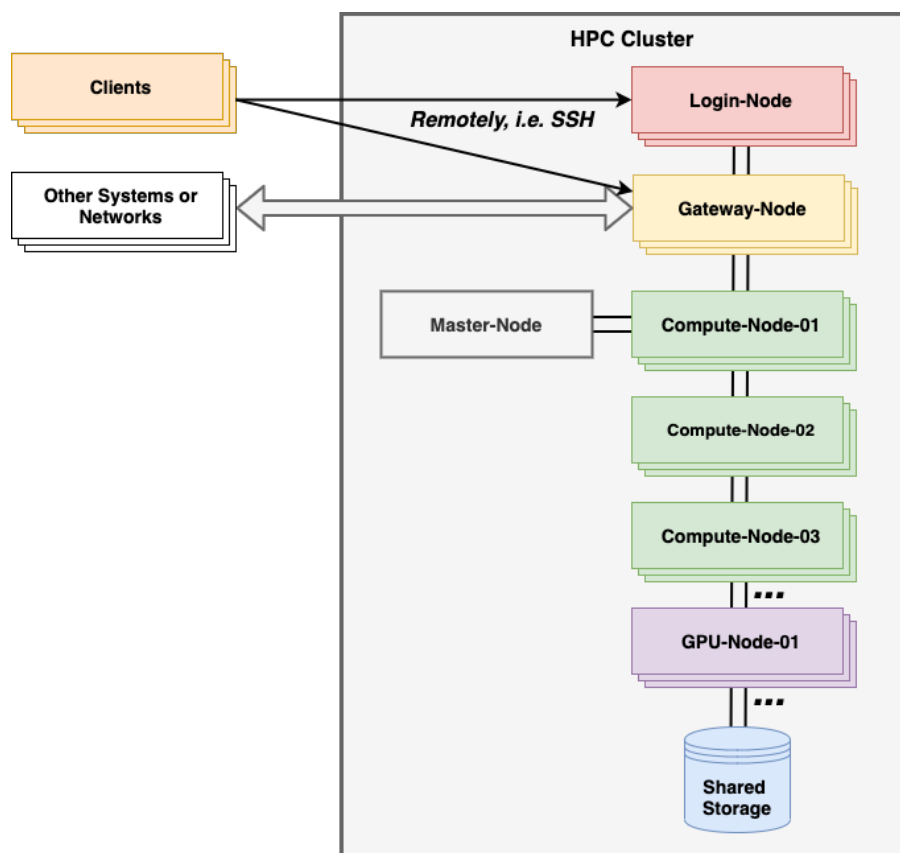 HPC Cluster
Clients
Login-Node
Remotely, i.e. SSH
Other Systems or
Networks
Gateway-Node
Master-Node
Compute-Node-01
Compute-Node-02
Compute-Node-03
...
GPU-Node-01
...
Shared
Storage